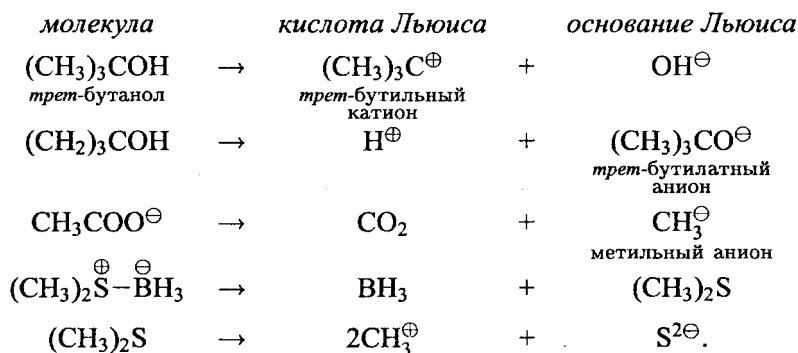 молекула кислота Льюиса основание Льюиса
(CH₃)₃COH → (CH₃)₃C⊕ + OH⊖
трет-бутанол трет-бутильный
катион
(CH₂)₃COH → H⊕ + (CH₃)₃CO⊖
трет-бутилатный
анион
CH₃COO⊖ → CO₂ + CH₃⊖
метильный анион
(CH₃)₂S⊕–B⊖H₃ → BH₃ + (CH₃)₂S
(CH₃)₂S → 2CH₃⊕ + S²⊖.